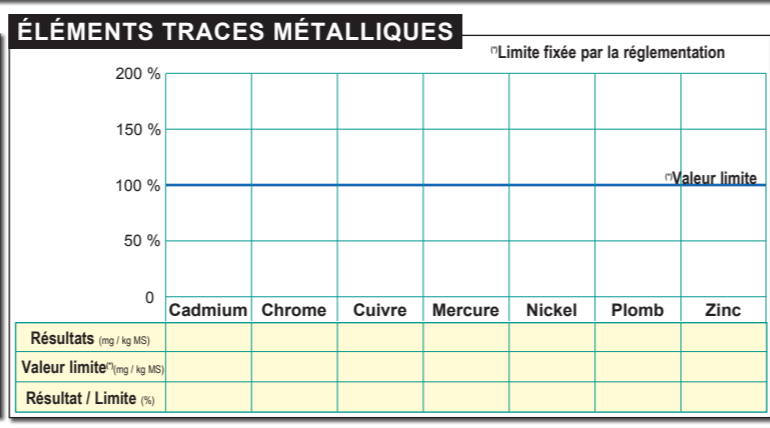 ÉLÉMENTS TRACES MÉTALLIQUES
(*)Limite fixée par la réglementation
200 %
150 %
100 %
(*)Valeur limite
50 %
0
Cadmium Chrome Cuivre Mercure Nickel Plomb Zinc
Résultats (mg / kg MS)
Valeur limite(*)(mg / kg MS)
Résultat / Limite (%)